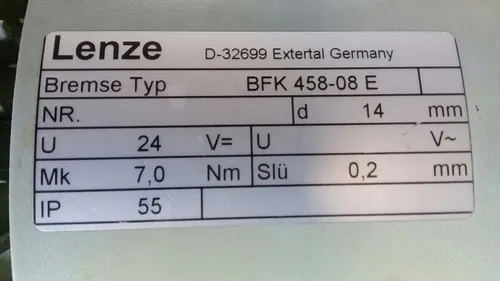 Lenze D-32699 Extertal Germany
Bremse Typ BFK 458-08 E
NR. d 14 mm
U 24 V= U V~
Mk 7,0 Nm Slü 0,2 mm
IP 55